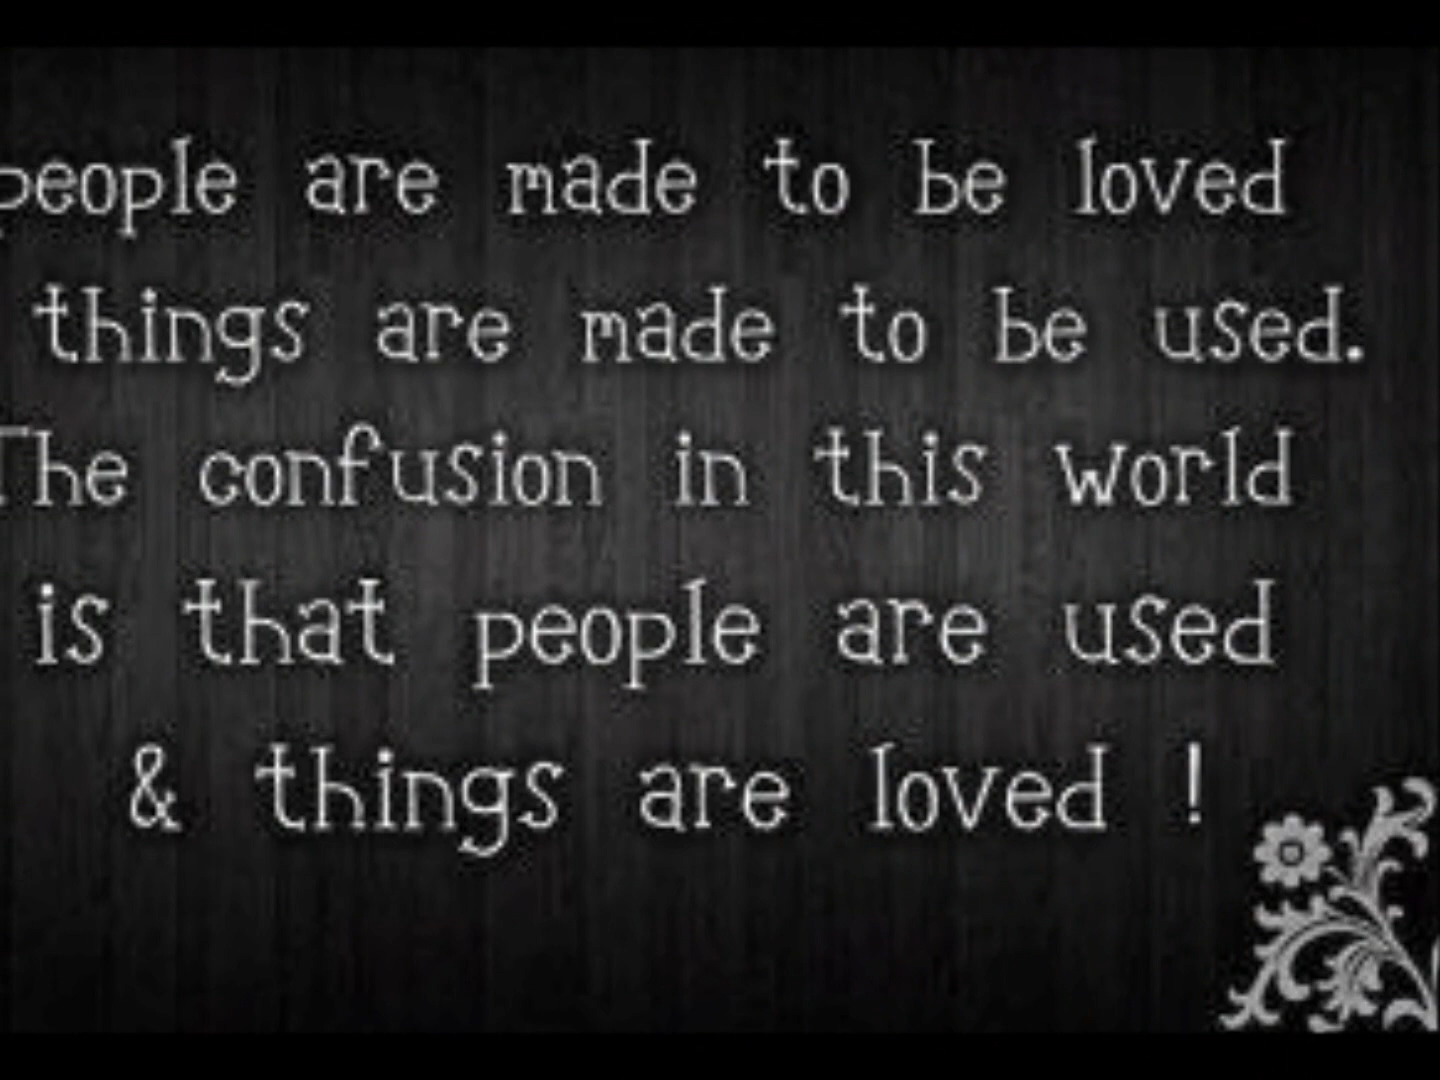 people are made to be loved
things are made to be used.
The confusion in this world
is that people are used
& things are loved !